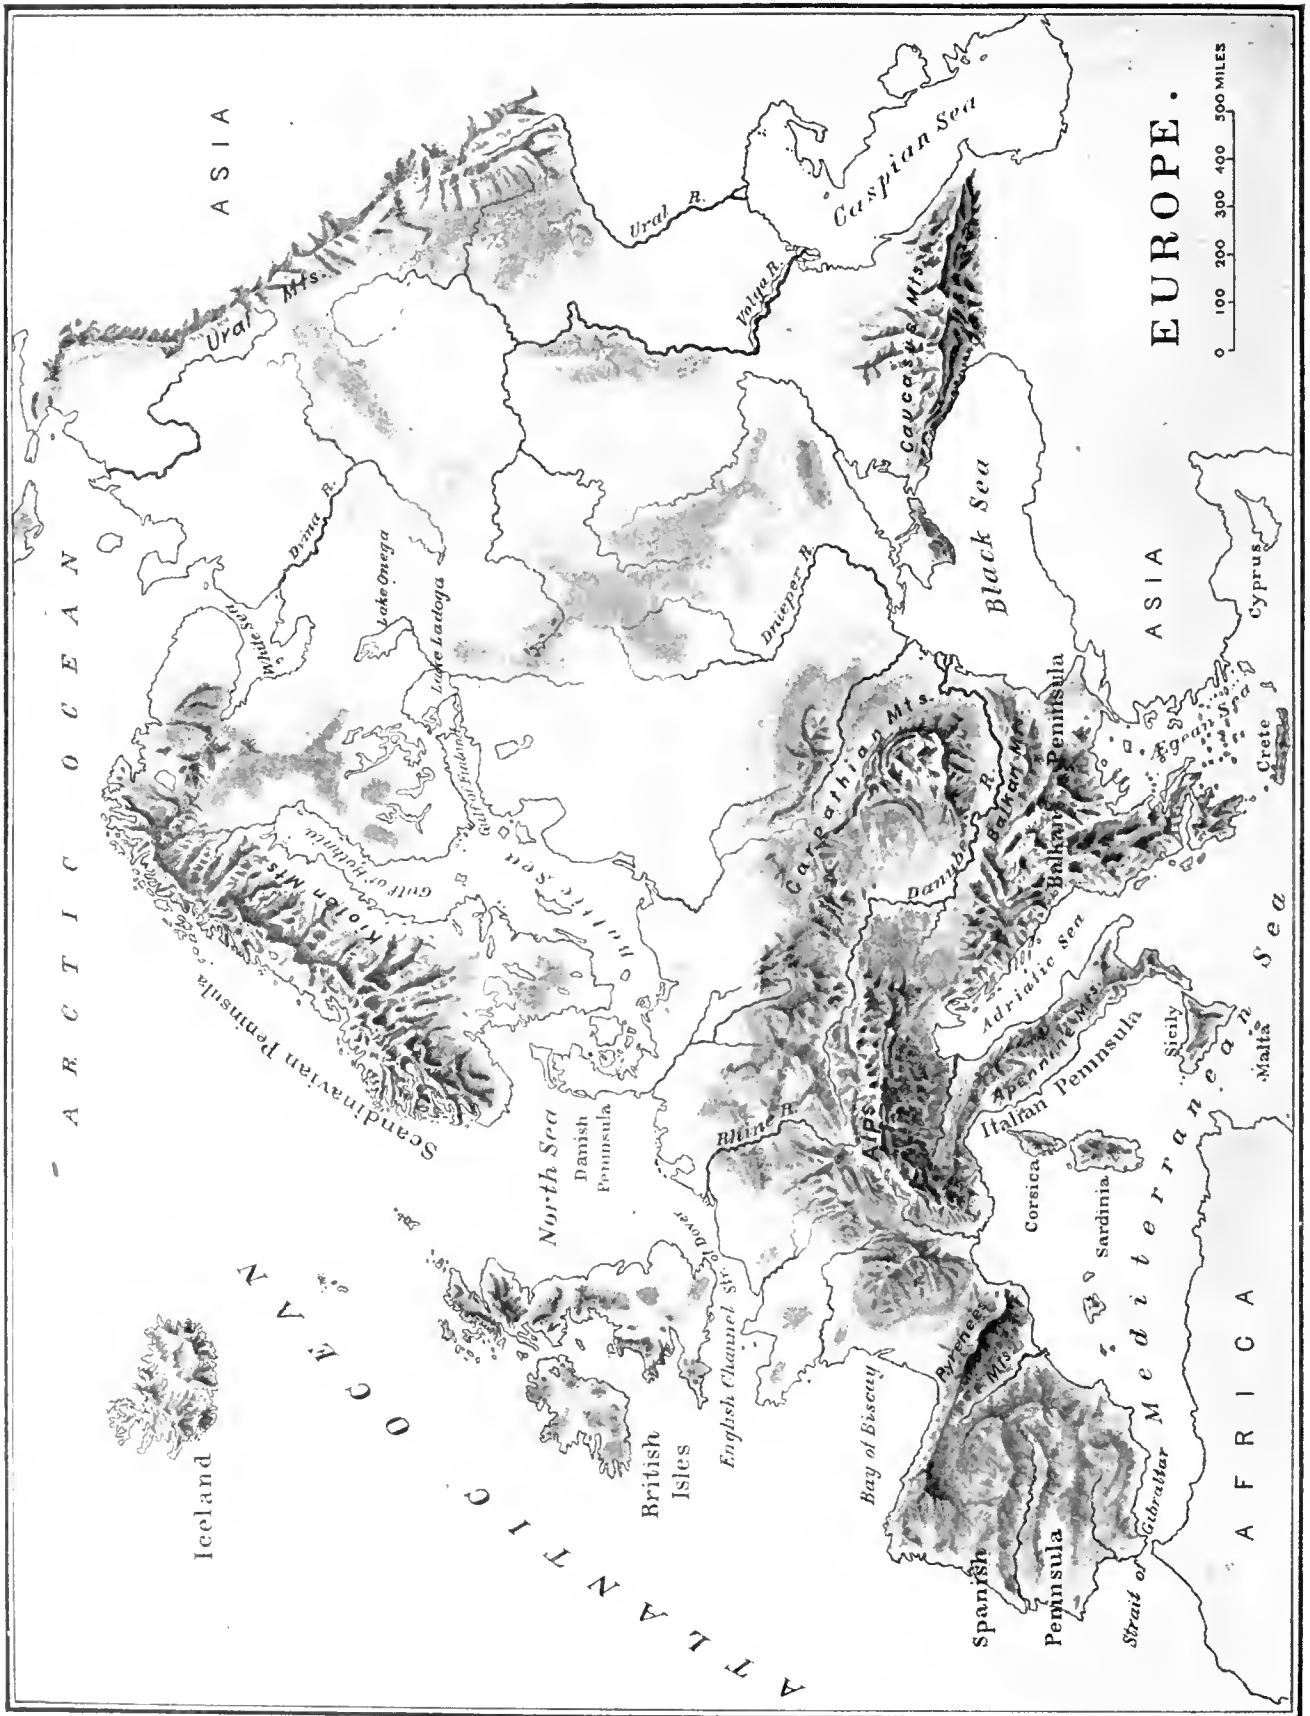 EUROPE.
0 100 200 300 400 500 MILES
ARCTIC OCEAN
ATLANTIC OCEAN
ASIA
Iceland
Scandinavian Peninsula
Kiolen Mts.
Gulf of Bothnia
Gulf of Finland
White Sea
Lake Onega
Lake Ladoga
Dvina R.
Ural Mts.
Ural R.
Volga R.
Caspian Sea
Caucasus Mts.
Black Sea
Dnieper R.
Baltic Sea
North Sea
Danish
Peninsula
British
Isles
English Channel
Str. of Dover
Bay of Biscay
Rhine R.
Alps
Carpathian Mts.
Danube R.
Balkan Mts.
Balkan Peninsula
Adriatic Sea
Apennine Mts.
Italian Peninsula
Pyrenees
Mts.
Spanish
Peninsula
Strait of Gibraltar
Corsica
Sardinia
Sicily
Malta
Mediterranean Sea
Ægean Sea
Crete
Cyprus
ASIA
AFRICA